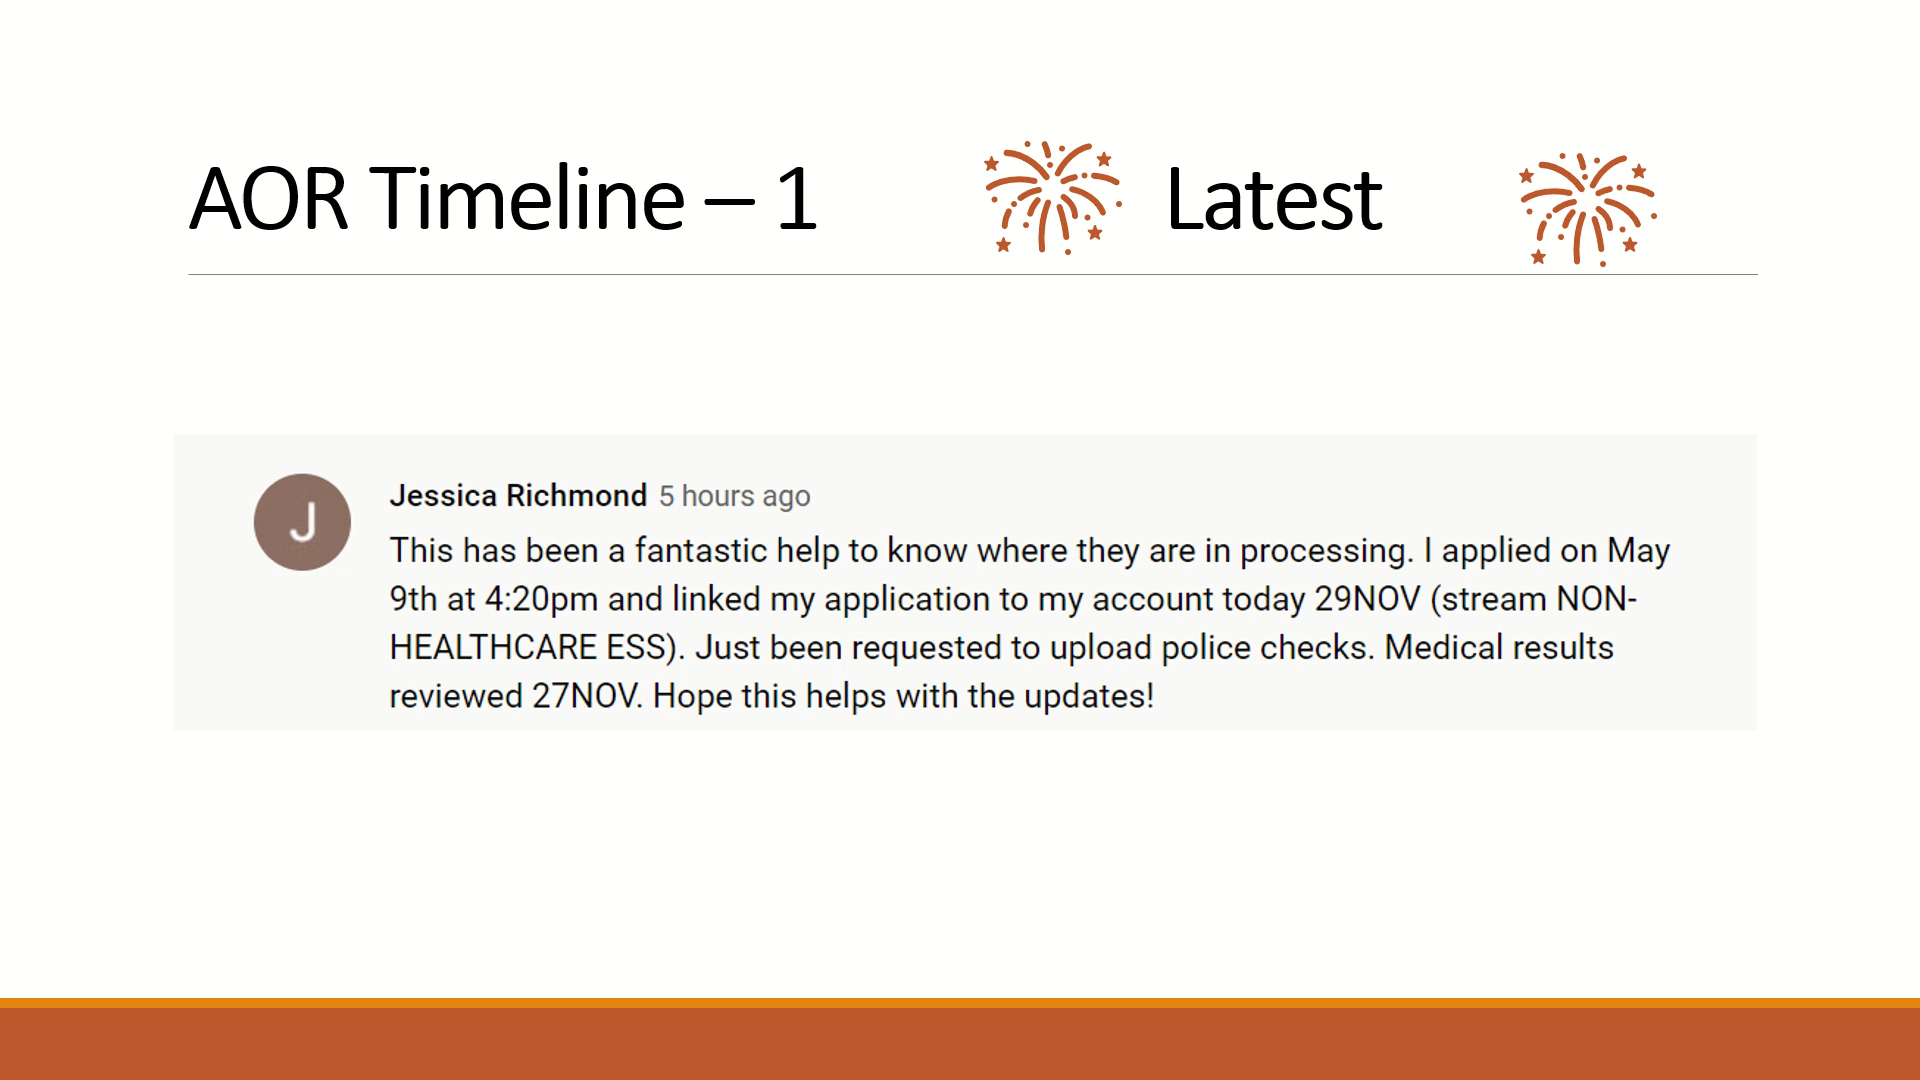 AOR Timeline – 1 Latest
J
Jessica Richmond 5 hours ago
This has been a fantastic help to know where they are in processing. I applied on May
9th at 4:20pm and linked my application to my account today 29NOV (stream NON-
HEALTHCARE ESS). Just been requested to upload police checks. Medical results
reviewed 27NOV. Hope this helps with the updates!